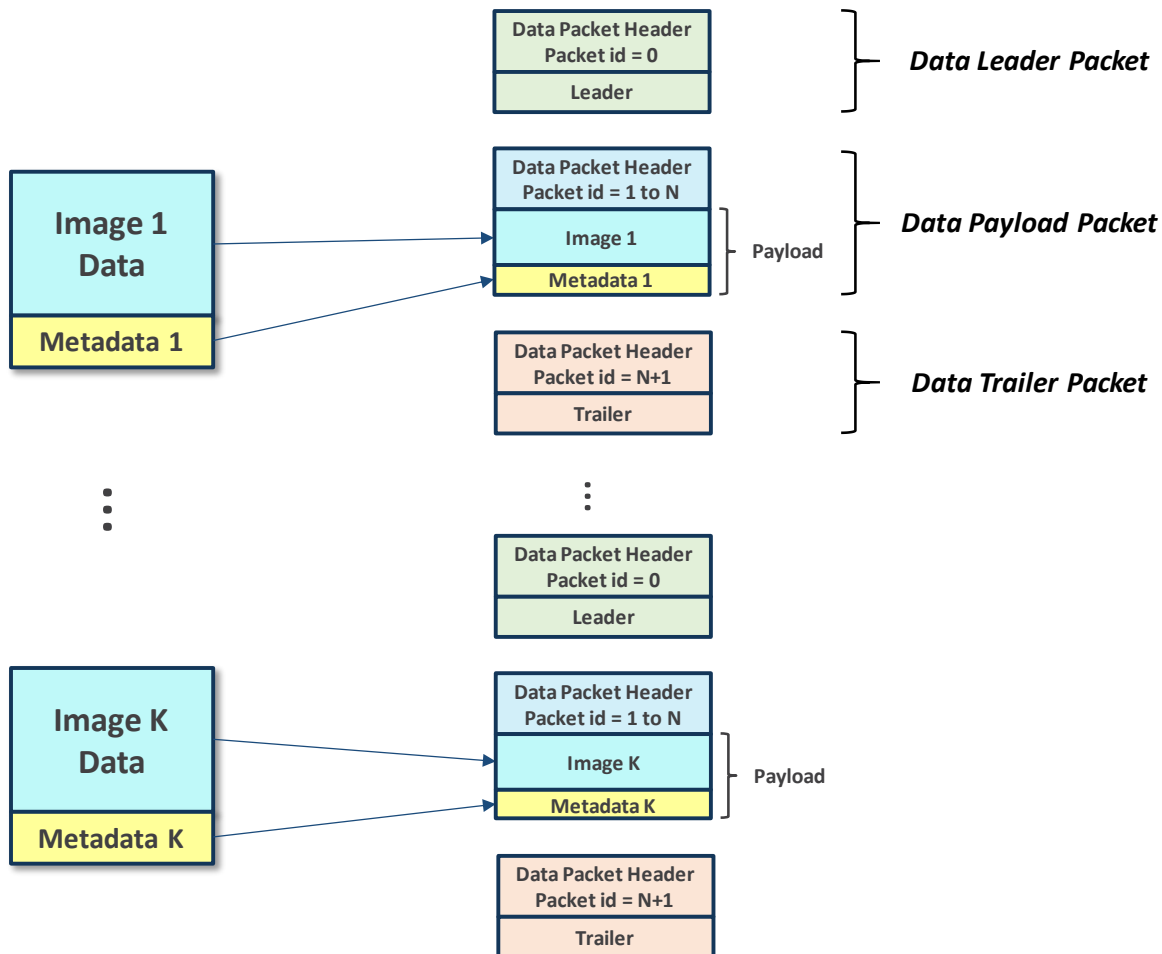 Data Packet Header
Packet id = 0
Leader
Data Leader Packet
Image 1
Data
Metadata 1
Data Packet Header
Packet id = 1 to N
Image 1
Metadata 1
Payload
Data Payload Packet
Data Packet Header
Packet id = N+1
Trailer
Data Trailer Packet
Data Packet Header
Packet id = 0
Leader
Image K
Data
Metadata K
Data Packet Header
Packet id = 1 to N
Image K
Metadata K
Payload
Data Packet Header
Packet id = N+1
Trailer